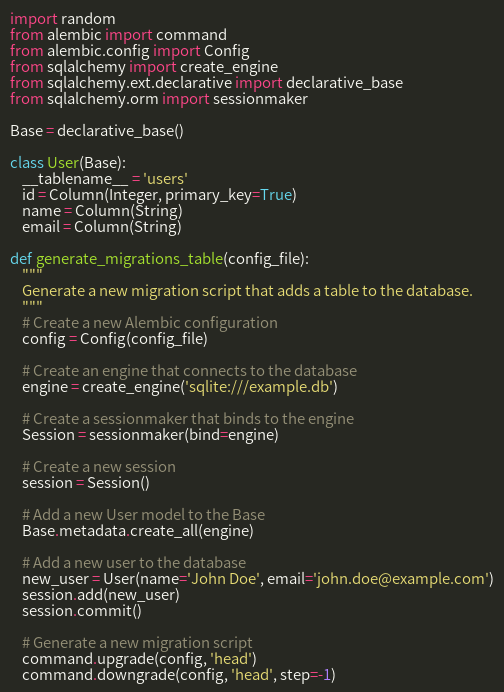 import random
from alembic import command
from alembic.config import Config
from sqlalchemy import create_engine
from sqlalchemy.ext.declarative import declarative_base
from sqlalchemy.orm import sessionmaker

Base = declarative_base()

class User(Base):
    __tablename__ = 'users'
    id = Column(Integer, primary_key=True)
    name = Column(String)
    email = Column(String)

def generate_migrations_table(config_file):
    """
    Generate a new migration script that adds a table to the database.
    """
    # Create a new Alembic configuration
    config = Config(config_file)

    # Create an engine that connects to the database
    engine = create_engine('sqlite:///example.db')

    # Create a sessionmaker that binds to the engine
    Session = sessionmaker(bind=engine)

    # Create a new session
    session = Session()

    # Add a new User model to the Base
    Base.metadata.create_all(engine)

    # Add a new user to the database
    new_user = User(name='John Doe', email='john.doe@example.com')
    session.add(new_user)
    session.commit()

    # Generate a new migration script
    command.upgrade(config, 'head')
    command.downgrade(config, 'head', step=-1)